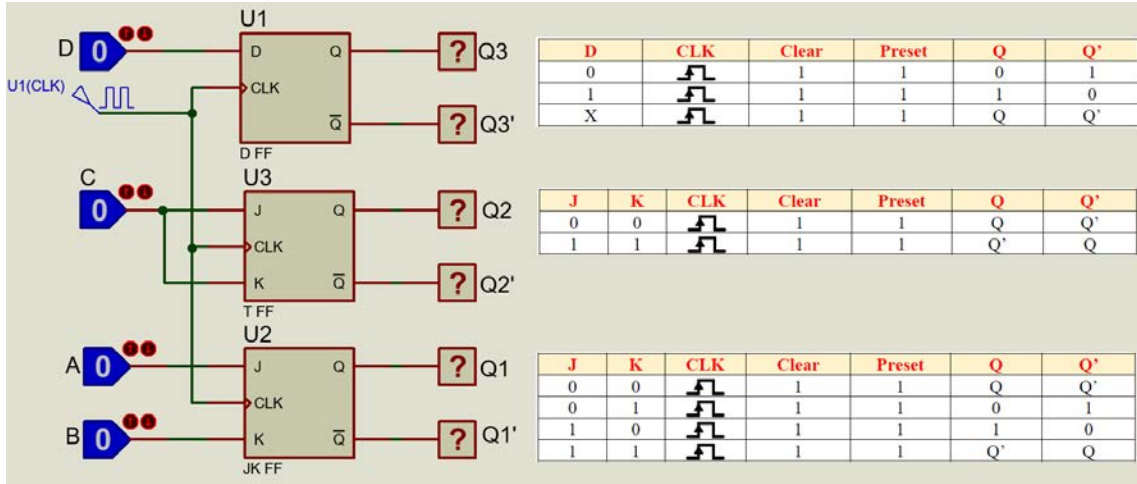 U1
D 0 D Q ? Q3
U1(CLK) CLK
Q ? Q3'
D FF
C U3
0 J Q ? Q2
CLK
K Q ? Q2'
T FF
U2
A 0 J Q ? Q1
CLK
B 0 K Q ? Q1'
JK FF
D CLK Clear Preset Q Q'
0 1 1 0 1
1 1 1 1 0
X 1 1 Q Q'
J K CLK Clear Preset Q Q'
0 0 1 1 Q Q'
1 1 1 1 Q' Q
J K CLK Clear Preset Q Q'
0 0 1 1 Q Q'
0 1 1 1 0 1
1 0 1 1 1 0
1 1 1 1 Q' Q